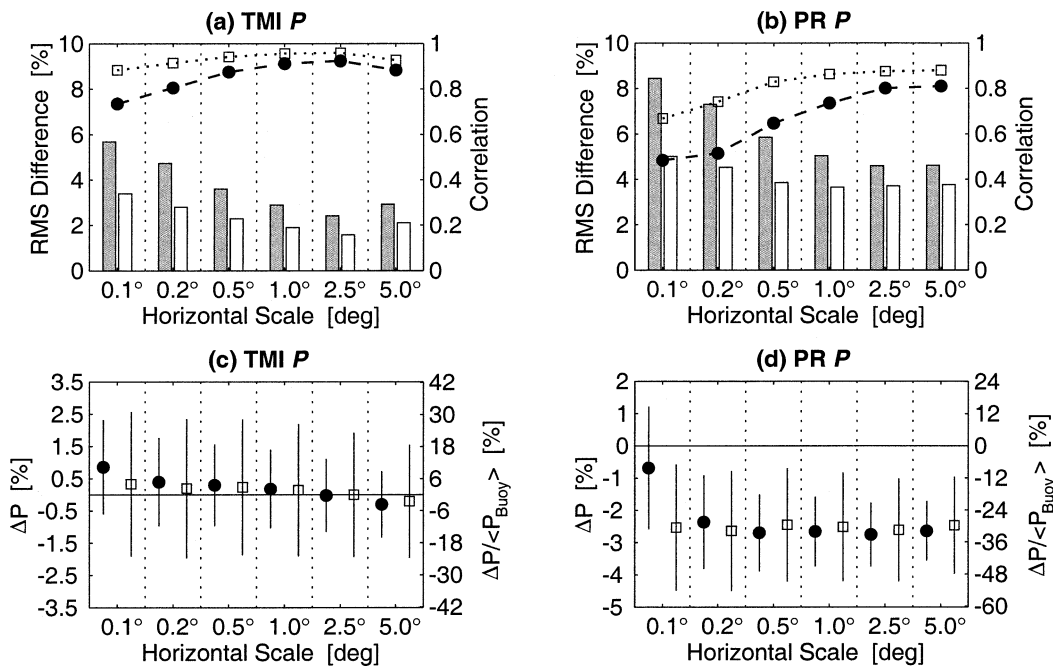 (a) TMI P
RMS Difference [%]
10
8
6
4
2
0
1
0.8
0.6
0.4
0.2
0
Correlation
0.1° 0.2° 0.5° 1.0° 2.5° 5.0°
Horizontal Scale [deg]
(b) PR P
RMS Difference [%]
10
8
6
4
2
0
1
0.8
0.6
0.4
0.2
0
Correlation
0.1° 0.2° 0.5° 1.0° 2.5° 5.0°
Horizontal Scale [deg]
(c) TMI P
ΔP [%]
3.5
2.5
1.5
0.5
-0.5
-1.5
-2.5
-3.5
42
30
18
6
-6
-18
-30
-42
ΔP/<P_Buoy> [%]
0.1° 0.2° 0.5° 1.0° 2.5° 5.0°
Horizontal Scale [deg]
(d) PR P
ΔP [%]
2
1
0
-1
-2
-3
-4
-5
24
12
0
-12
-24
-36
-48
-60
ΔP/<P_Buoy> [%]
0.1° 0.2° 0.5° 1.0° 2.5° 5.0°
Horizontal Scale [deg]